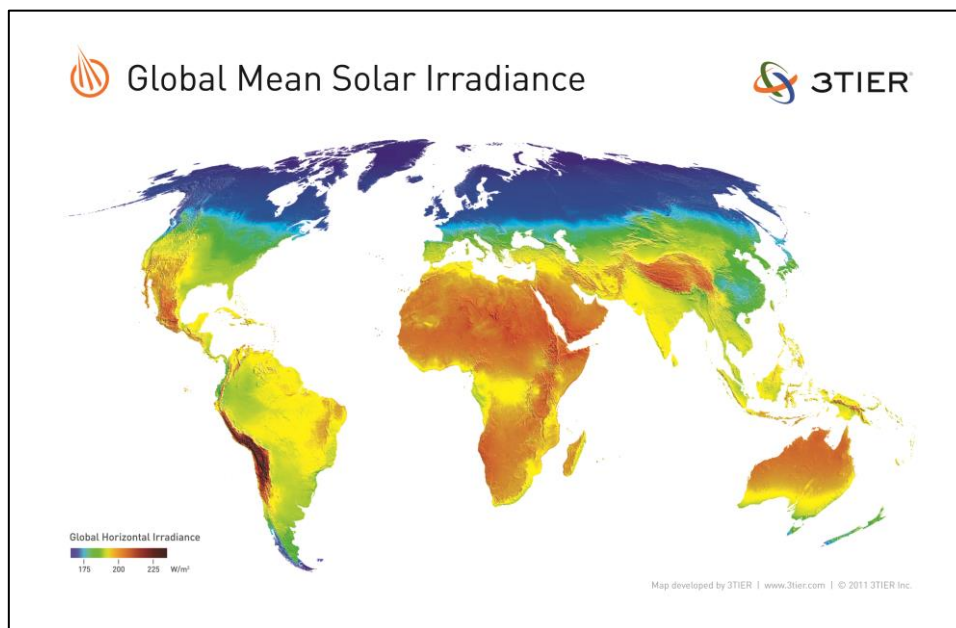 Global Mean Solar Irradiance
3TIER®
Global Horizontal Irradiance
175 200 225 W/m²
Map developed by 3TIER | www.3tier.com | © 2011 3TIER Inc.